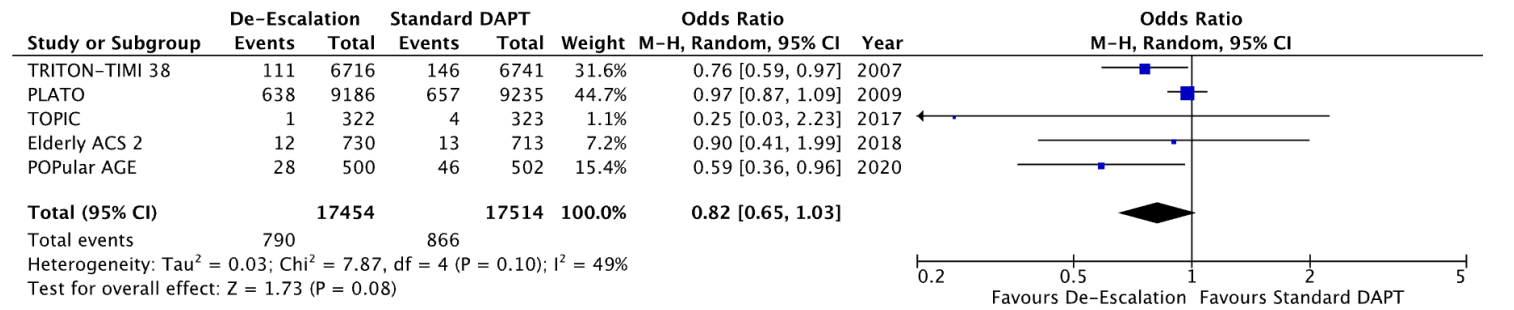 De-Escalation Standard DAPT Odds Ratio Odds Ratio
Study or Subgroup Events Total Events Total Weight M-H, Random, 95% CI Year M-H, Random, 95% CI
TRITON-TIMI 38 111 6716 146 6741 31.6% 0.76 [0.59, 0.97] 2007
PLATO 638 9186 657 9235 44.7% 0.97 [0.87, 1.09] 2009
TOPIC 1 322 4 323 1.1% 0.25 [0.03, 2.23] 2017
Elderly ACS 2 12 730 13 713 7.2% 0.90 [0.41, 1.99] 2018
POPular AGE 28 500 46 502 15.4% 0.59 [0.36, 0.96] 2020
Total (95% CI) 17454 17514 100.0% 0.82 [0.65, 1.03]
Total events 790 866
Heterogeneity: Tau² = 0.03; Chi² = 7.87, df = 4 (P = 0.10); I² = 49%
Test for overall effect: Z = 1.73 (P = 0.08)
0.2 0.5 1 2 5
Favours De-Escalation Favours Standard DAPT